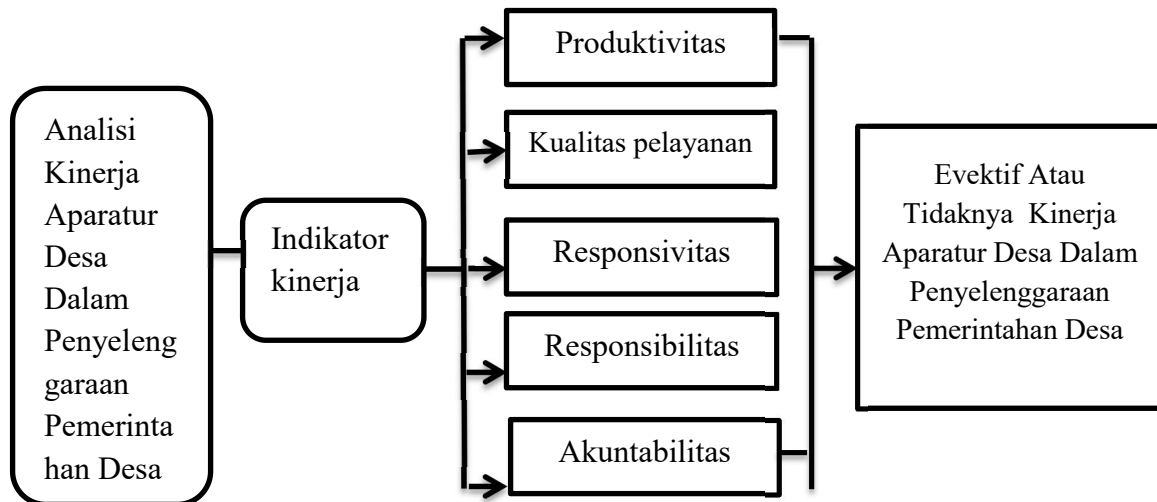 Analisi
Kinerja
Aparatur
Desa
Dalam
Penyeleng
garaan
Pemerinta
han Desa
Indikator
kinerja
Produktivitas
Kualitas pelayanan
Responsivitas
Responsibilitas
Akuntabilitas
Evektif Atau
Tidaknya Kinerja
Aparatur Desa Dalam
Penyelenggaraan
Pemerintahan Desa